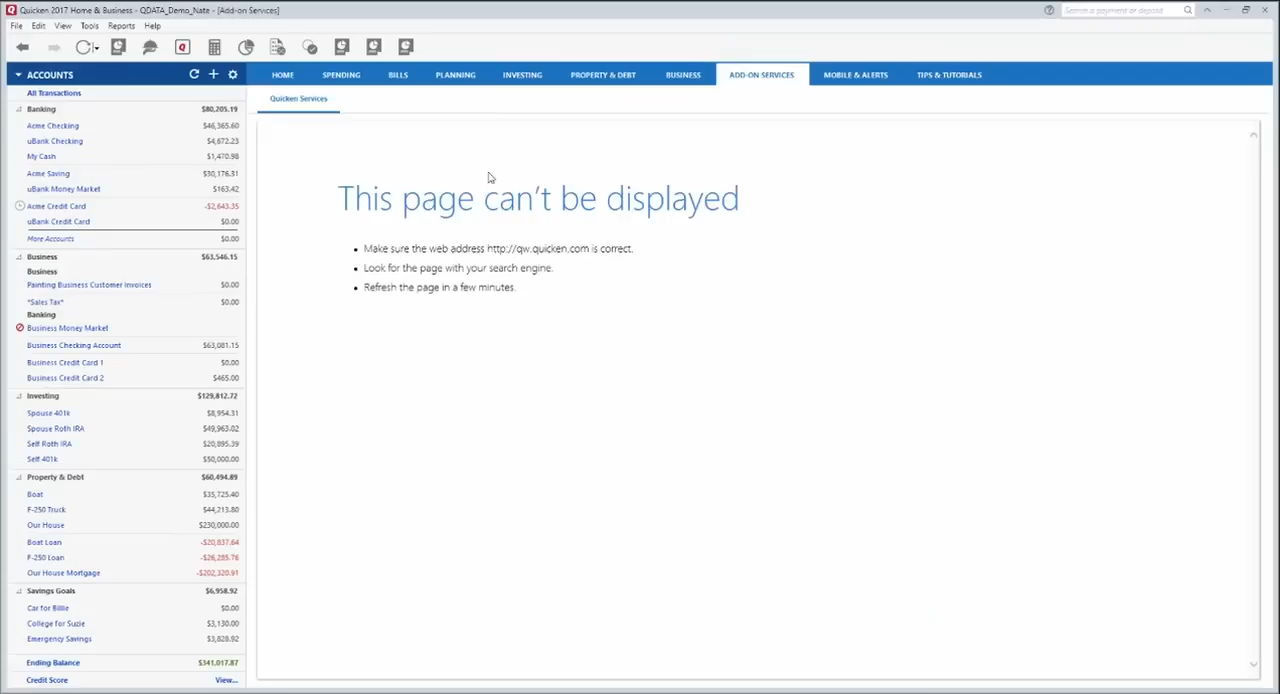 Quicken 2017 Home & Business - QDATA_Demo_Nate - [Add-on Services]
Search a payment or deposit
File Edit View Tools Reports Help
ACCOUNTS
HOME SPENDING BILLS PLANNING INVESTING PROPERTY & DEBT BUSINESS ADD-ON SERVICES MOBILE & ALERTS TIPS & TUTORIALS
Quicken Services
All Transactions
Banking $80,205.19
Acme Checking $46,365.60
uBank Checking $4,672.23
My Cash $1,470.98
Acme Saving $30,176.31
uBank Money Market $163.42
Acme Credit Card -$2,643.35
uBank Credit Card $0.00
More Accounts $0.00
Business $63,546.15
Business
Painting Business Customer Invoices $0.00
*Sales Tax* $0.00
Banking
Business Money Market
Business Checking Account $63,081.15
Business Credit Card 1 $0.00
Business Credit Card 2 $465.00
Investing $129,812.72
Spouse 401k $8,954.31
Spouse Roth IRA $49,963.02
Self Roth IRA $20,895.39
Self 401k $50,000.00
Property & Debt $60,494.89
Boat $35,725.40
F-250 Truck $44,213.80
Our House $230,000.00
Boat Loan -$20,837.64
F-250 Loan -$26,285.76
Our House Mortgage -$202,320.91
Savings Goals $6,958.92
Car for Billie $0.00
College for Suzie $3,130.00
Emergency Savings $3,828.92
Ending Balance $341,017.87
Credit Score View...
This page can't be displayed
• Make sure the web address http://qw.quicken.com is correct.
• Look for the page with your search engine.
• Refresh the page in a few minutes.